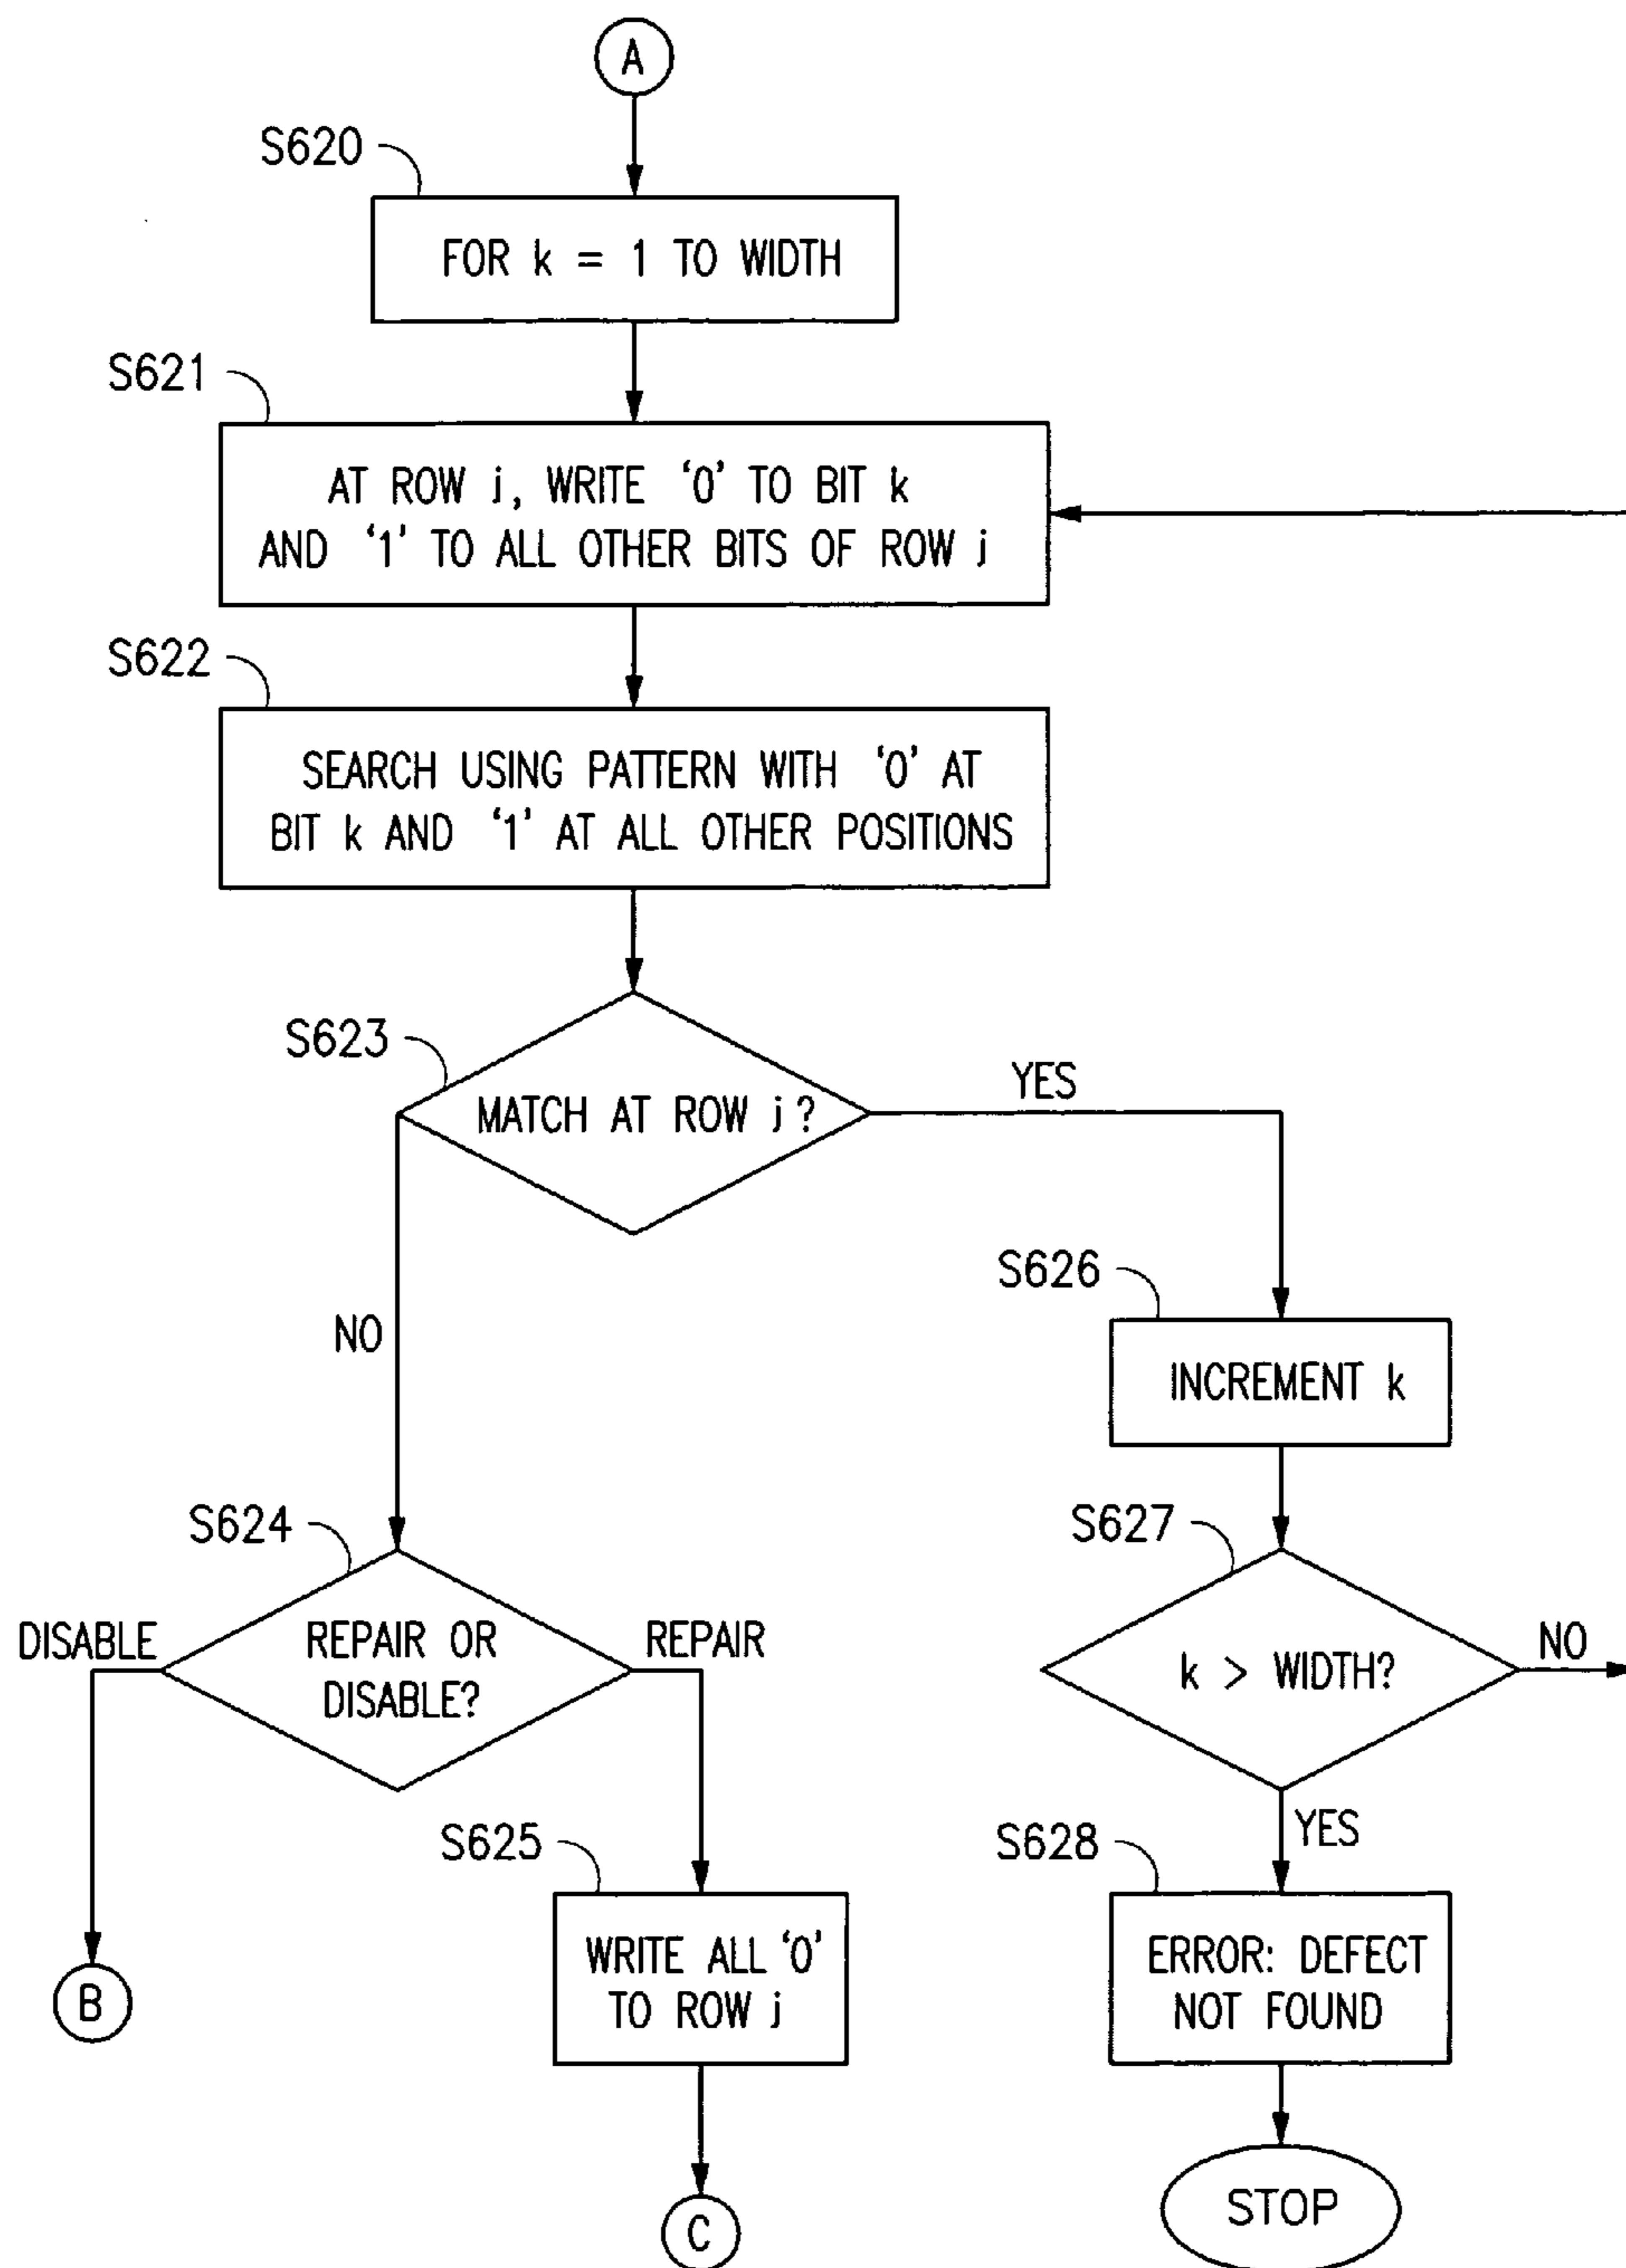 A
S620
FOR k = 1 TO WIDTH
S621
AT ROW j, WRITE ‘0’ TO BIT k
AND ‘1’ TO ALL OTHER BITS OF ROW j
S622
SEARCH USING PATTERN WITH ‘0’ AT
BIT k AND ‘1’ AT ALL OTHER POSITIONS
S623
MATCH AT ROW j?
YES
NO
S626
INCREMENT k
S624
REPAIR OR
DISABLE?
DISABLE
REPAIR
S627
k > WIDTH?
NO
YES
S625
WRITE ALL ‘0’
TO ROW j
S628
ERROR: DEFECT
NOT FOUND
B
C
STOP